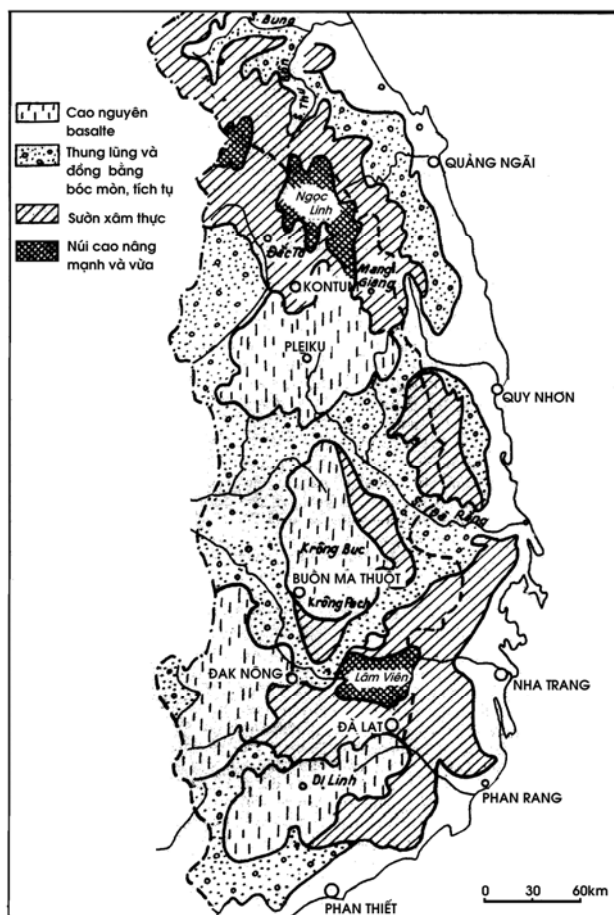 S. Bung
S. Thu
Bồn
Cao nguyên
basalte
Thung lũng và
đồng bằng
bóc mòn, tích tụ
Sườn xâm thực
Núi cao nâng
mạnh và vừa
QUẢNG NGÃI
Ngọc
Linh
Đắc Tô
Mang
Giang
KONTUM
PLEIKU
QUY NHƠN
Krông Buc
BUÔN MA THUỘT
Krông Pach
ĐAK NÔNG
Lâm Viên
NHA TRANG
ĐÀ LẠT
Di Linh
PHAN RANG
0 30 60km
PHAN THIẾT